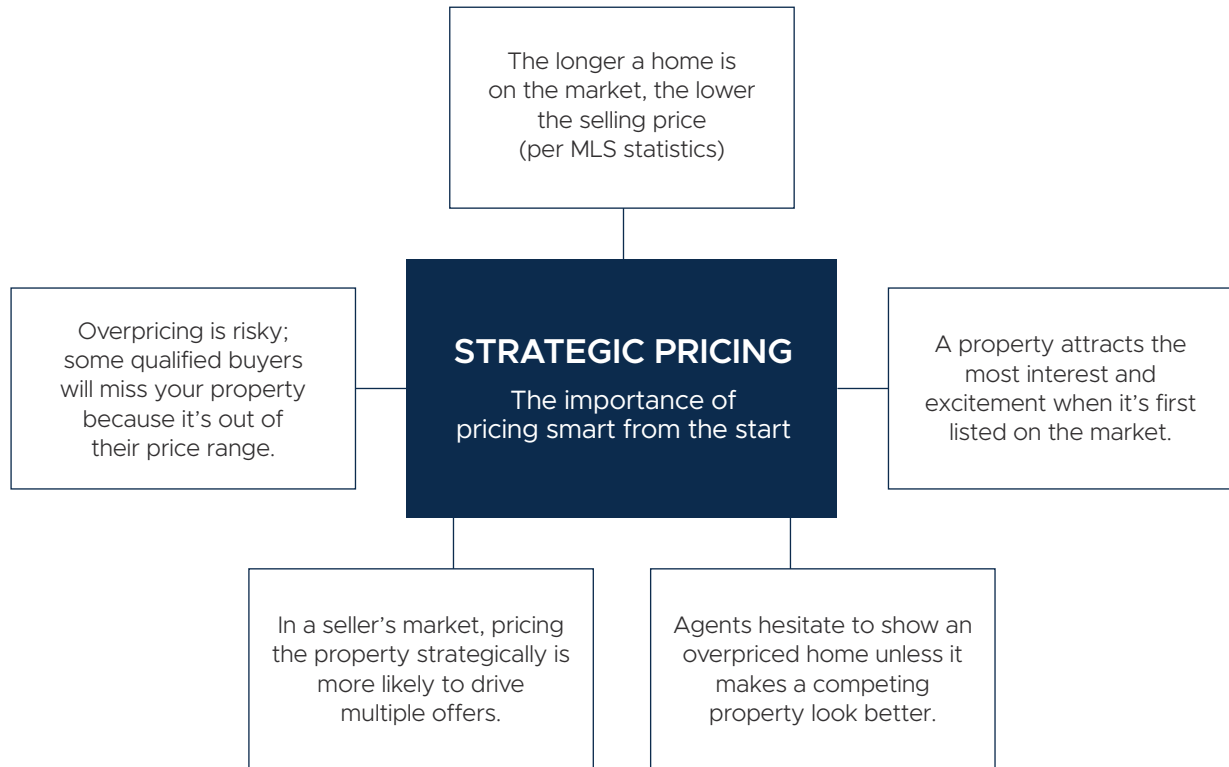 The longer a home is
on the market, the lower
the selling price
(per MLS statistics)
Overpricing is risky;
some qualified buyers
will miss your property
because it's out of
their price range.
STRATEGIC PRICING
The importance of
pricing smart from the start
A property attracts the
most interest and
excitement when it's first
listed on the market.
In a seller's market, pricing
the property strategically is
more likely to drive
multiple offers.
Agents hesitate to show an
overpriced home unless it
makes a competing
property look better.